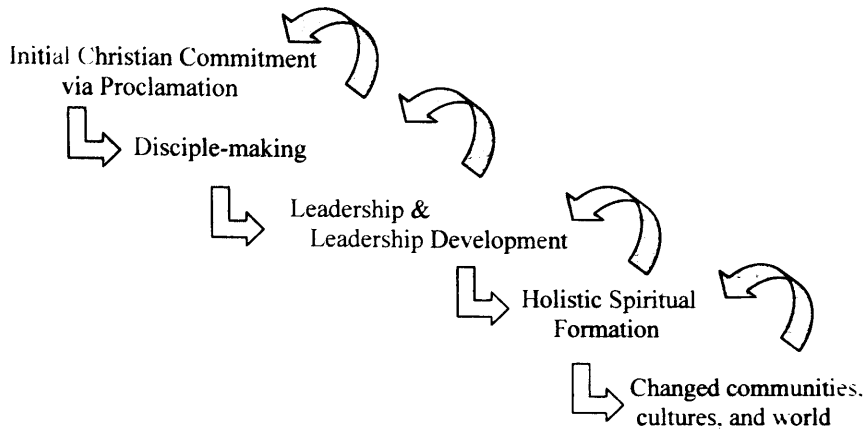 Initial Christian Commitment
via Proclamation
Disciple-making
Leadership &
Leadership Development
Holistic Spiritual
Formation
Changed communities,
cultures, and world